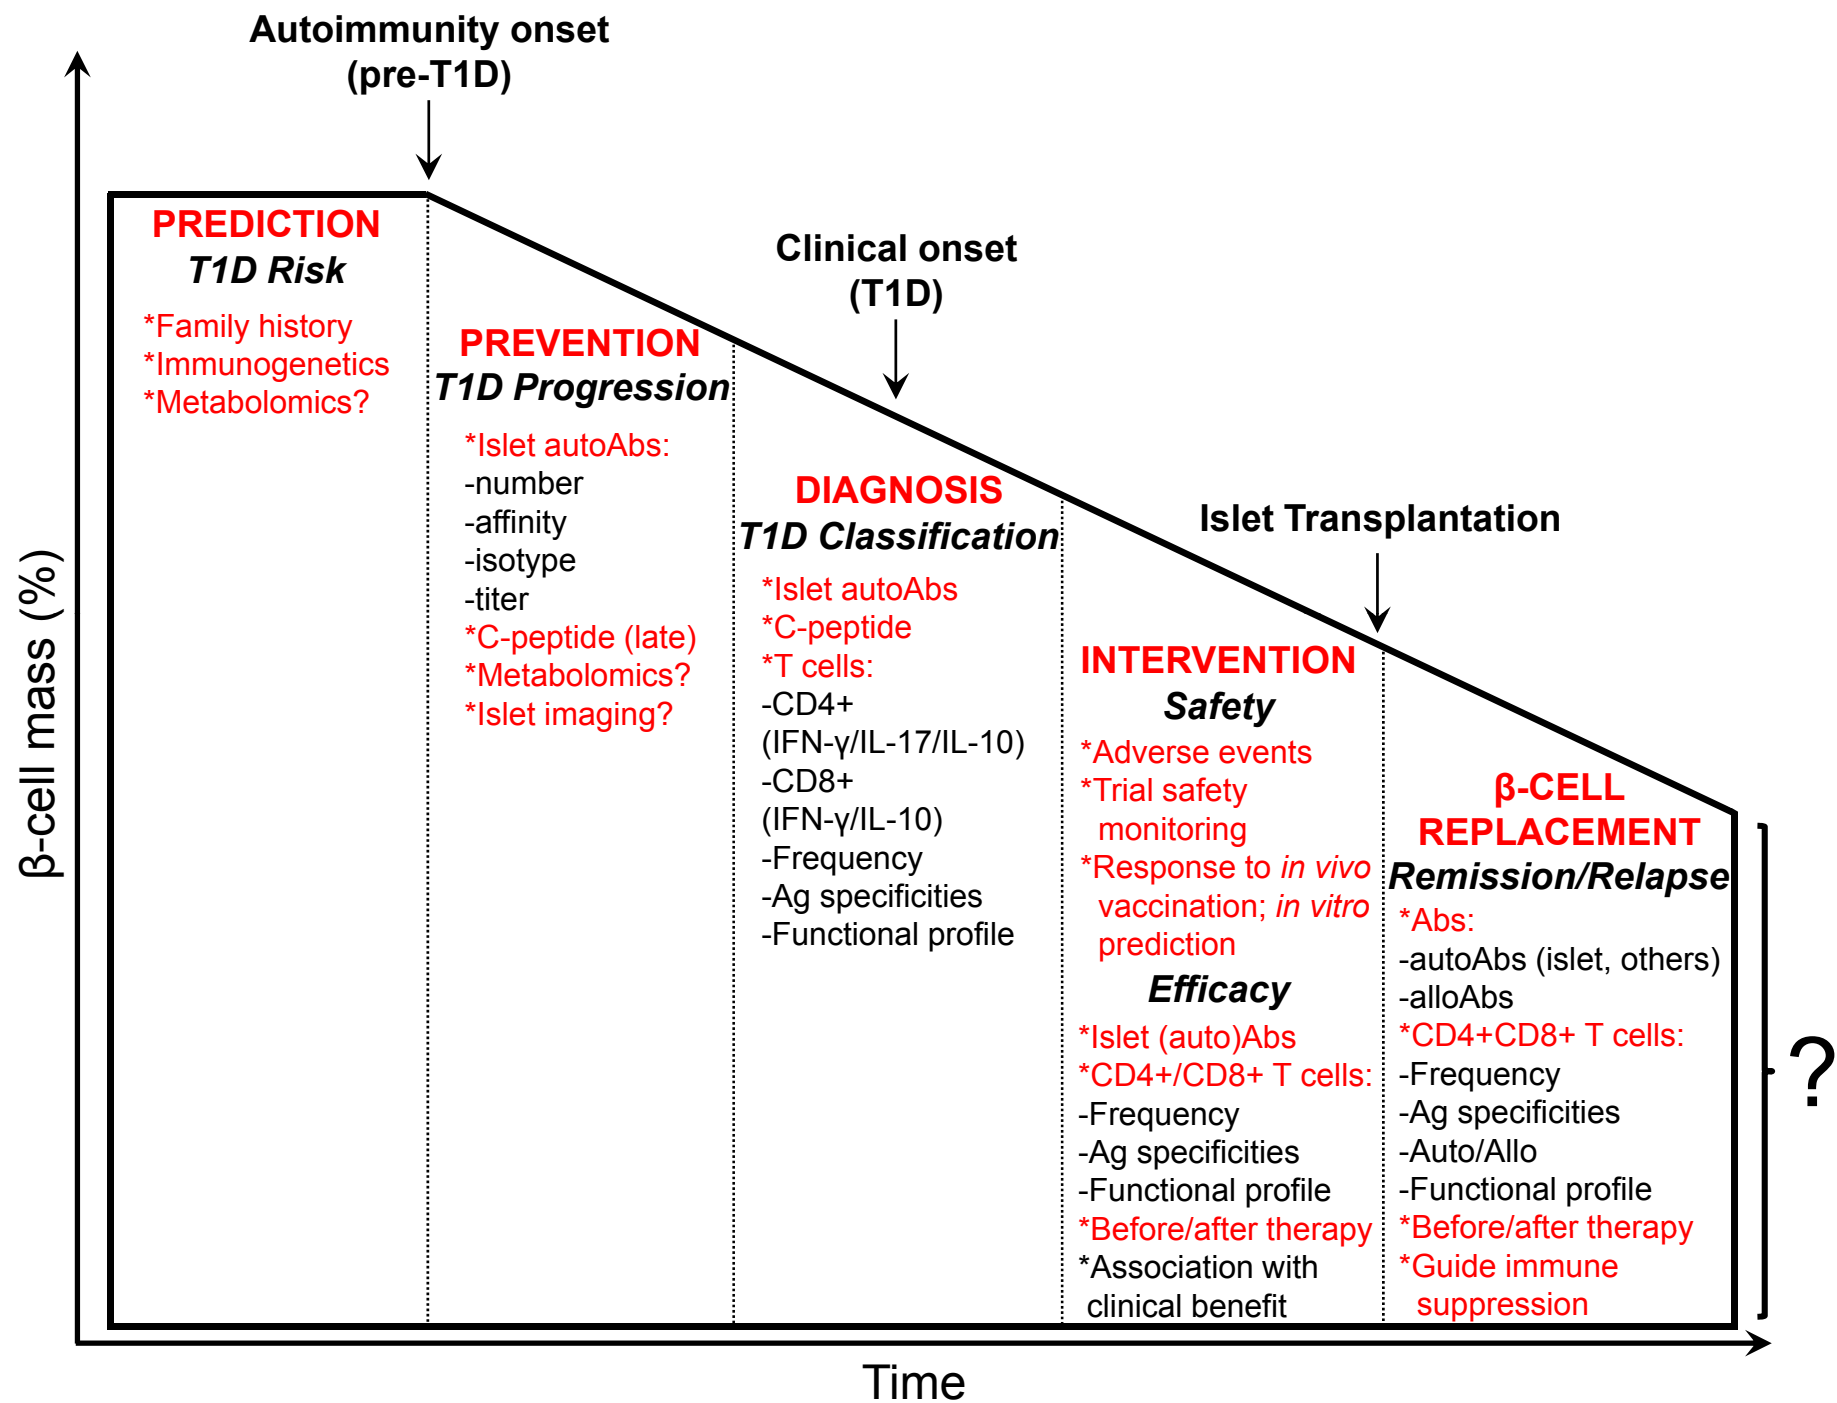 Autoimmunity onset
(pre-T1D)
Clinical onset
(T1D)
Islet Transplantation
β-cell mass (%)
PREDICTION
T1D Risk
*Family history
*Immunogenetics
*Metabolomics?
PREVENTION
T1D Progression
*Islet autoAbs:
-number
-affinity
-isotype
-titer
*C-peptide (late)
*Metabolomics?
*Islet imaging?
DIAGNOSIS
T1D Classification
*Islet autoAbs
*C-peptide
*T cells:
-CD4+
(IFN-γ/IL-17/IL-10)
-CD8+
(IFN-γ/IL-10)
-Frequency
-Ag specificities
-Functional profile
INTERVENTION
Safety
*Adverse events
*Trial safety
monitoring
*Response to in vivo
vaccination; in vitro
prediction
Efficacy
*Islet (auto)Abs
*CD4+/CD8+ T cells:
-Frequency
-Ag specificities
-Functional profile
*Before/after therapy
*Association with
clinical benefit
β-CELL
REPLACEMENT
Remission/Relapse
*Abs:
-autoAbs (islet, others)
-alloAbs
*CD4+CD8+ T cells:
-Frequency
-Ag specificities
-Auto/Allo
-Functional profile
*Before/after therapy
*Guide immune
suppression
?
Time